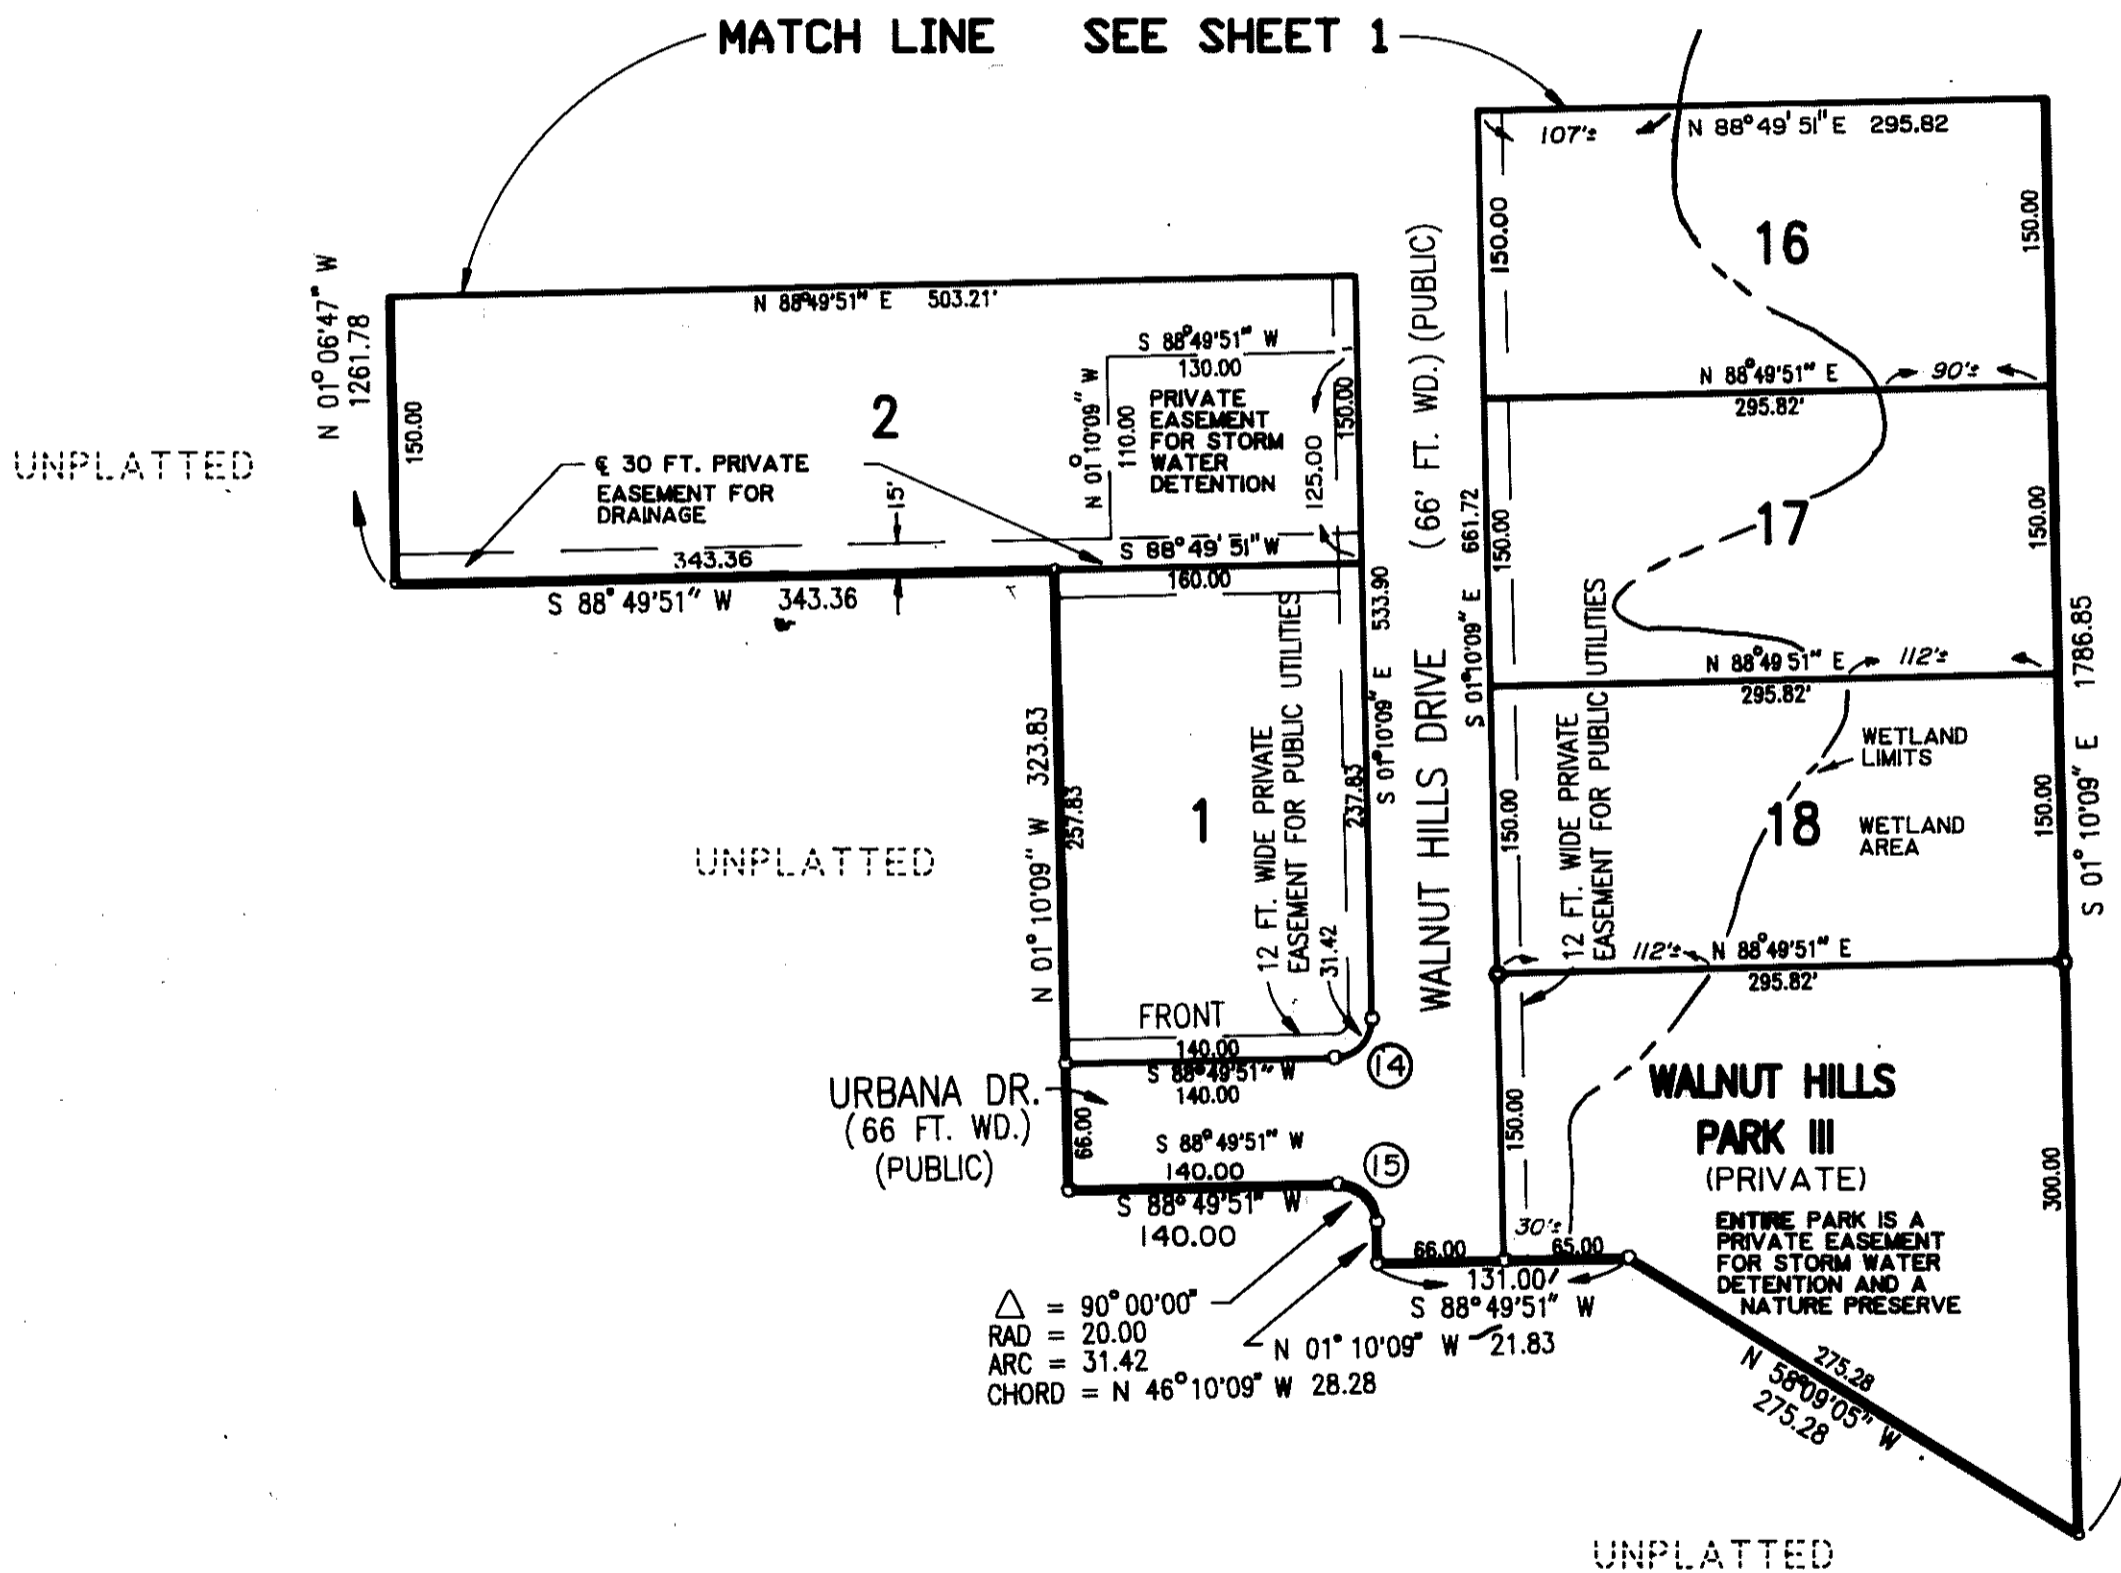 MATCH LINE SEE SHEET 1
107'±
N 88°49'51" E 295.82
150.00
16
150.00
N 01°06'47" W
1261.78
N 88°49'51" E 503.21'
S 88°49'51" W
130.00
N 01°10'09" W
110.00
PRIVATE
EASEMENT
FOR STORM
WATER
DETENTION
125.00
150.00
2
150.00
℄ 30 FT. PRIVATE
EASEMENT FOR
DRAINAGE
15'
UNPLATTED
343.36
S 88°49'51" W 343.36
S 88°49'51" W
160.00
WALNUT HILLS DRIVE (66' FT. WD.) (PUBLIC)
S 01°10'09" E 661.72
S 01°10'09" E 533.90
N 88°49'51" E
90'±
295.82'
150.00
17
150.00
N 88°49'51" E
112'±
295.82'
12 FT. WIDE PRIVATE
EASEMENT FOR PUBLIC UTILITIES
WETLAND
LIMITS
150.00
18
WETLAND
AREA
150.00
S 01°10'09" E 1786.85
N 01°10'09" W 323.83
257.83
1
12 FT. WIDE PRIVATE
EASEMENT FOR PUBLIC UTILITIES
237.83
31.42
UNPLATTED
112'±
N 88°49'51" E
295.82'
FRONT
140.00
S 88°49'51" W
140.00
14
URBANA DR.
(66 FT. WD.)
(PUBLIC)
66.00
S 88°49'51" W
140.00
S 88°49'51" W
140.00
15
150.00
WALNUT HILLS
PARK III
(PRIVATE)
ENTIRE PARK IS A
PRIVATE EASEMENT
FOR STORM WATER
DETENTION AND A
NATURE PRESERVE
300.00
30'±
66.00
65.00
131.00'
S 88°49'51" W
△ = 90°00'00"
RAD = 20.00
ARC = 31.42
CHORD = N 46°10'09" W 28.28
N 01°10'09" W 21.83
275.28
N 58°09'05" W
275.28
UNPLATTED